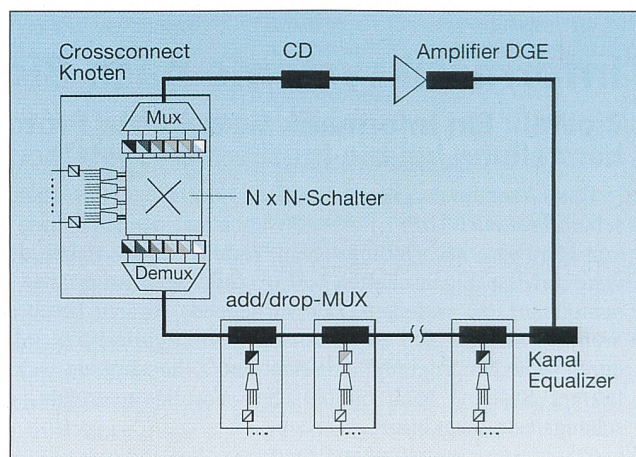 Crossconnect
Knoten
CD
Amplifier DGE
Mux
N x N-Schalter
Demux
add/drop-MUX
Kanal
Equalizer